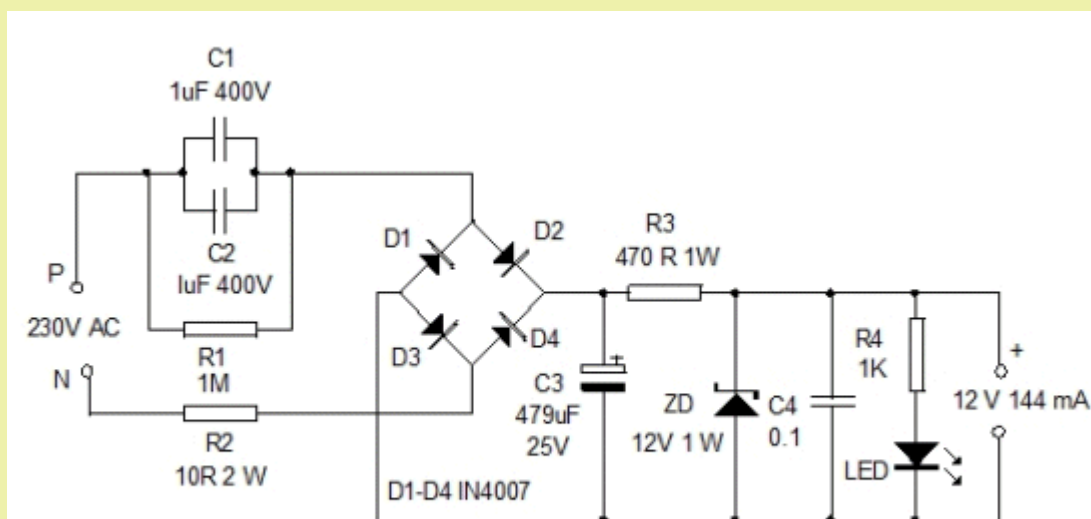 C1
1uF 400V
C2
IuF 400V
P
230V AC
N
R1
1M
R2
10R 2 W
D1
D2
D3
D4
D1-D4 IN4007
R3
470 R 1W
C3
479uF
25V
+
ZD
12V 1 W
C4
0.1
R4
1K
LED
+
12 V 144 mA